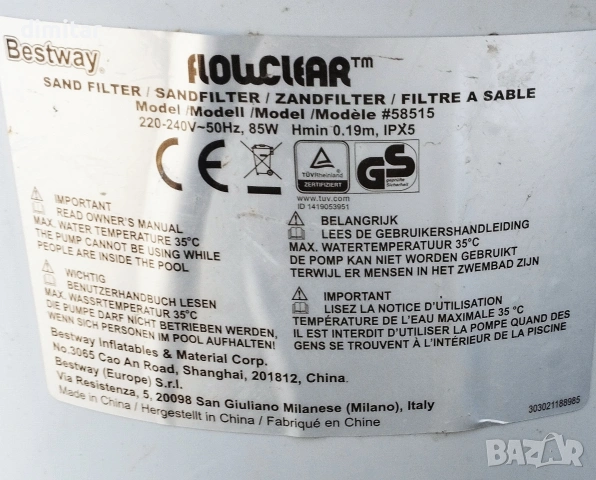 dimitar
Bestway®
FLOWCLEAR™
SAND FILTER / SANDFILTER / ZANDFILTER / FILTRE A SABLE
Model /Modell /Model /Modèle #58515
220-240V~50Hz, 85W Hmin 0.19m, IPX5
CE
TÜVRheinland
ZERTIFIZIERT
www.tuv.com
ID 1419053951
GS
geprüfte
Sicherheit
IMPORTANT
READ OWNER'S MANUAL
MAX. WATER TEMPERATURE 35°C
THE PUMP CANNOT BE USING WHILE
PEOPLE ARE INSIDE THE POOL
WICHTIG
BENUTZERHANDBUCH LESEN
MAX. WASSRTEMPERATUR 35°C
DIE PUMPE DARF NICHT BETRIEBEN WERDEN,
WENN SICH PERSONEN IM POOL AUFHALTEN!
BELANGRIJK
LEES DE GEBRUIKERSHANDLEIDING
MAX. WATERTEMPERATUUR 35°C
DE POMP KAN NIET WORDEN GEBRUIKT
TERWIJL ER MENSEN IN HET ZWEMBAD ZIJN
IMPORTANT
LISEZ LA NOTICE D'UTILISATION
TEMPÉRATURE DE L'EAU MAXIMALE 35 °C
IL EST INTERDIT D'UTILISER LA POMPE QUAND DES
GENS SE TROUVENT À L'INTÉRIEUR DE LA PISCINE
Bestway Inflatables & Material Corp.
No.3065 Cao An Road, Shanghai, 201812, China
Bestway (Europe) S.r.l.
Via Resistenza, 5, 20098 San Giuliano Milanese (Milano), Italy
Made in China / Hergestellt in China / Fabriqué en Chine
303021188985
BAZAR